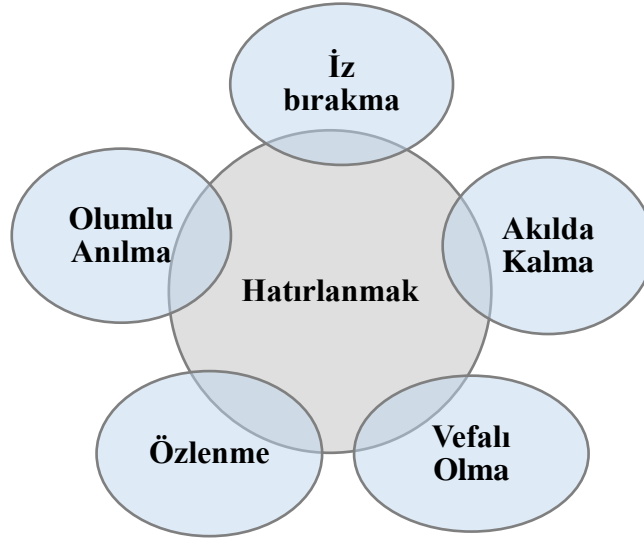 İz
bırakma
Olumlu
Anılma
Akılda
Kalma
Hatırlanmak
Özlenme
Vefalı
Olma